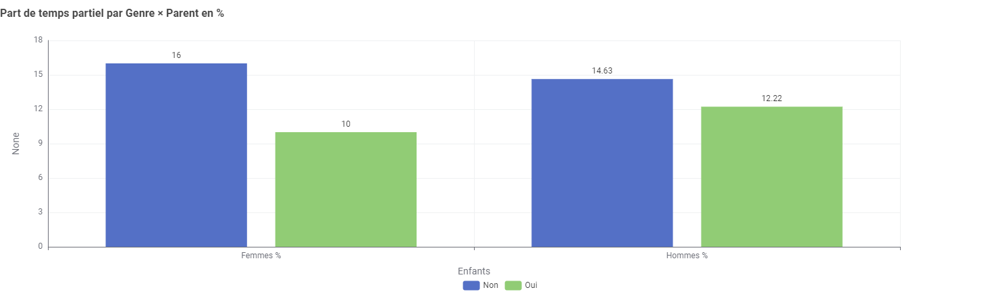 Part de temps partiel par Genre × Parent en %
18
15
12
9
6
3
0
None
16
10
14.63
12.22
Femmes %
Hommes %
Enfants
Non
Oui